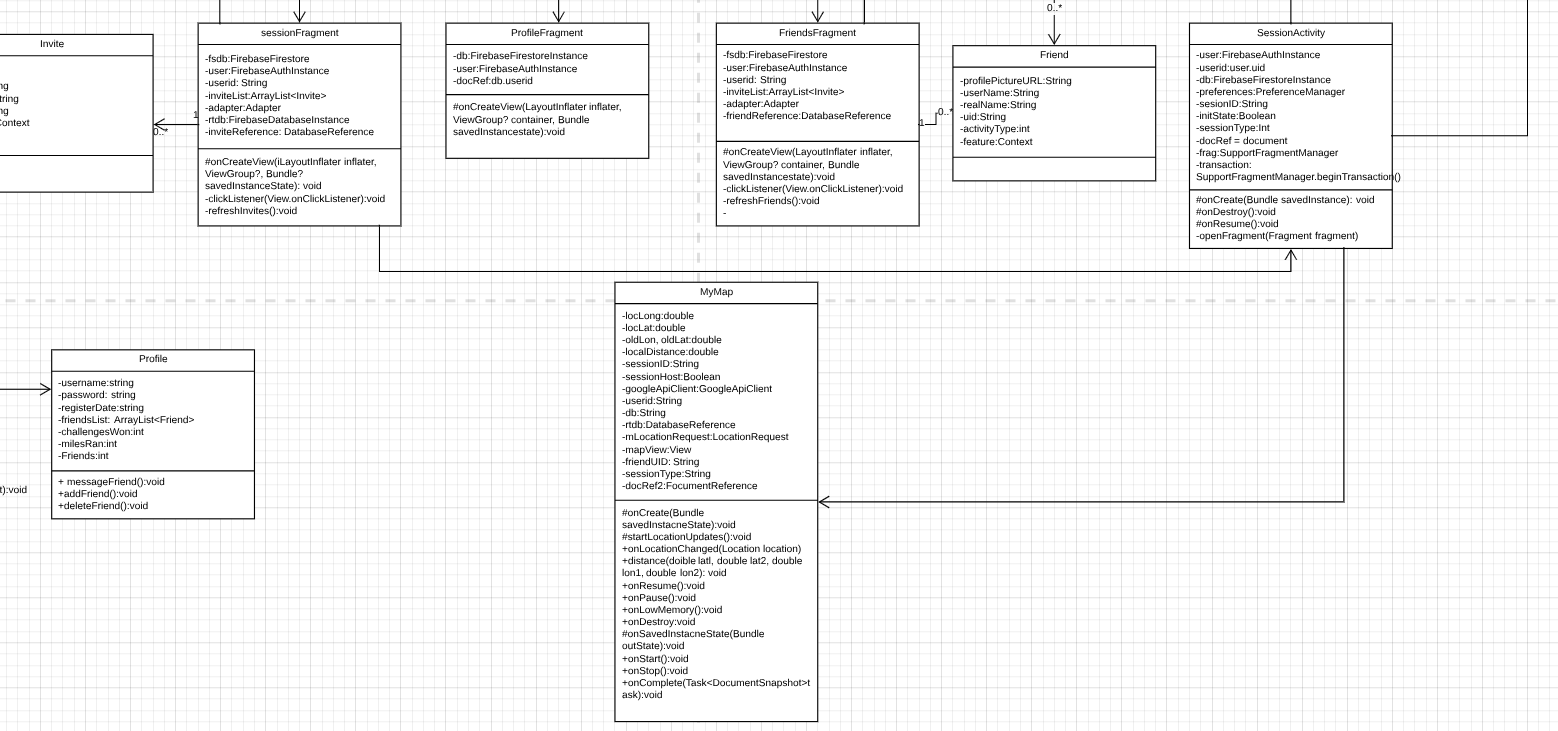 Invite
ng
tring
ng
Context
1
0..*
sessionFragment
-fsdb:FirebaseFirestore
-user:FirebaseAuthInstance
-userid: String
-inviteList:ArrayList<Invite>
-adapter:Adapter
-rtdb:FirebaseDatabaseInstance
-inviteReference: DatabaseReference
#onCreateView(iLayoutInflater inflater,
ViewGroup?, Bundle?
savedInstanceState): void
-clickListener(View.onClickListener):void
-refreshInvites():void
ProfileFragment
-db:FirebaseFirestoreInstance
-user:FirebaseAuthInstance
-docRef:db.userid
#onCreateView(LayoutInflater inflater,
ViewGroup? container, Bundle
savedInstancestate):void
FriendsFragment
-fsdb:FirebaseFirestore
-user:FirebaseAuthInstance
-userid: String
-inviteList:ArrayList<Invite>
-adapter:Adapter
-friendReference:DatabaseReference
#onCreateView(LayoutInflater inflater,
ViewGroup? container, Bundle
savedInstancestate):void
-clickListener(View.onClickListener):void
-refreshFriends():void
-
1
0..*
0..*
Friend
-profilePictureURL:String
-userName:String
-realName:String
-uid:String
-activityType:int
-feature:Context
SessionActivity
-user:FirebaseAuthInstance
-userid:user.uid
-db:FirebaseFirestoreInstance
-preferences:PreferenceManager
-sesionID:String
-initState:Boolean
-sessionType:Int
-docRef = document
-frag:SupportFragmentManager
-transaction:
SupportFragmentManager.beginTransaction()
#onCreate(Bundle savedInstance): void
#onDestroy():void
#onResume():void
-openFragment(Fragment fragment)
MyMap
-locLong:double
-locLat:double
-oldLon, oldLat:double
-localDistance:double
-sessionID:String
-sessionHost:Boolean
-googleApiClient:GoogleApiClient
-userid:String
-db:String
-rtdb:DatabaseReference
-mLocationRequest:LocationRequest
-mapView:View
-friendUID: String
-sessionType:String
-docRef2:FocumentReference
#onCreate(Bundle
savedInstacneState):void
#startLocationUpdates():void
+onLocationChanged(Location location)
+distance(doible latl, double lat2, double
lon1, double lon2): void
+onResume():void
+onPause():void
+onLowMemory():void
+onDestroy:void
#onSavedInstacneState(Bundle
outState):void
+onStart():void
+onStop():void
+onComplete(Task<DocumentSnapshot>t
ask):void
Profile
-username:string
-password: string
-registerDate:string
-friendsList: ArrayList<Friend>
-challengesWon:int
-milesRan:int
-Friends:int
+ messageFriend():void
+addFriend():void
+deleteFriend():void
t):void